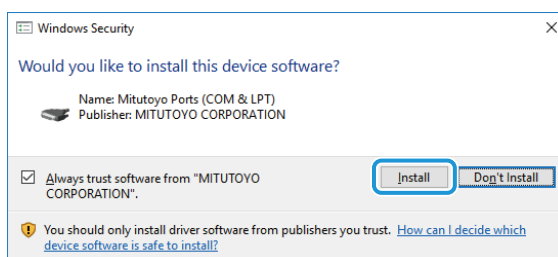 Windows Security
Would you like to install this device software?
Name: Mitutoyo Ports (COM & LPT)
Publisher: MITUTOYO CORPORATION
Always trust software from "MITUTOYO
CORPORATION".
Install
Don't Install
You should only install driver software from publishers you trust. How can I decide which
device software is safe to install?